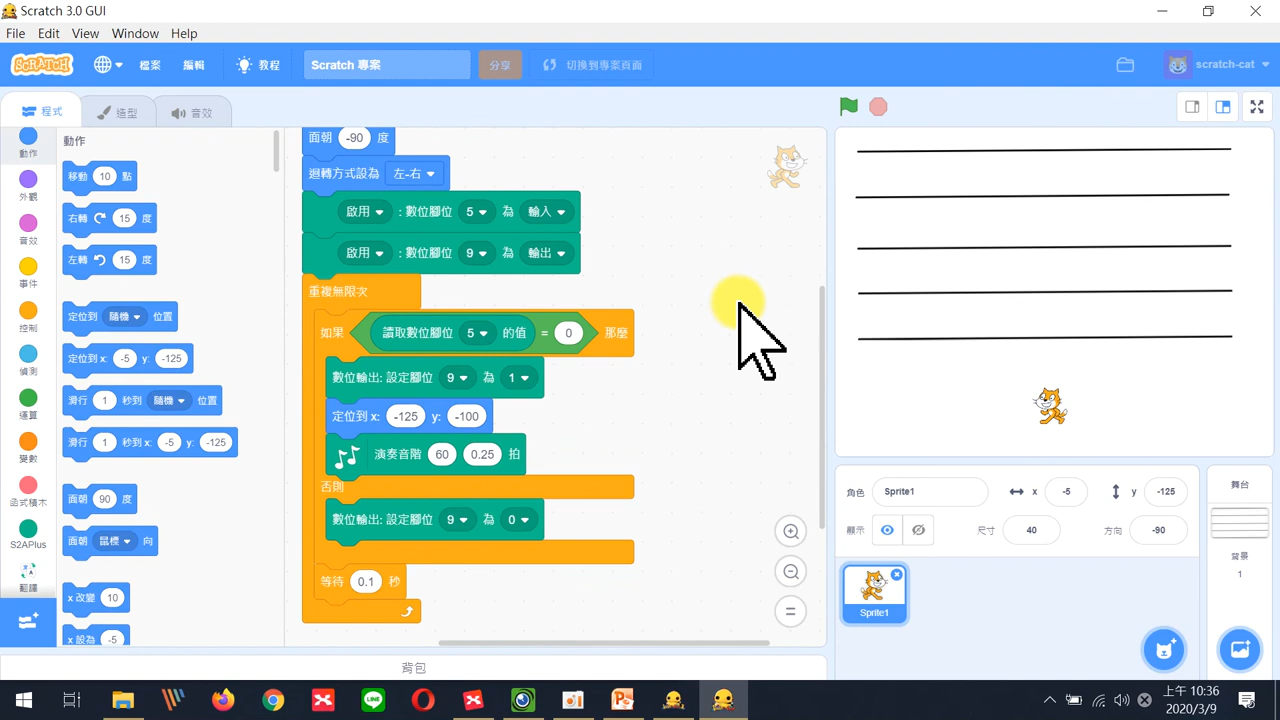 Scratch 3.0 GUI
File Edit View Window Help
SCRATCH 檔案 編輯 教程 Scratch 專案 分享 切換到專案頁面 scratch-cat
程式 造型 音效
動作
外觀
音效
事件
控制
偵測
運算
變數
函式積木
S2APlus
翻譯
動作
移動 10 點
右轉 15 度
左轉 15 度
定位到 隨機 位置
定位到 x: -5 y: -125
滑行 1 秒到 隨機 位置
滑行 1 秒到 x: -5 y: -125
面朝 90 度
面朝 鼠標 向
x 改變 10
x 設為 -5
面朝 -90 度
迴轉方式設為 左-右
啟用 : 數位腳位 5 為 輸入
啟用 : 數位腳位 9 為 輸出
重複無限次
如果 讀取數位腳位 5 的值 = 0 那麼
數位輸出: 設定腳位 9 為 1
定位到 x: -125 y: -100
演奏音階 60 0.25 拍
否則
數位輸出: 設定腳位 9 為 0
等待 0.1 秒
背包
角色 Sprite1 x -5 y -125
顯示 尺寸 40 方向 -90
Sprite1
舞台
背景
1
上午 10:36
2020/3/9